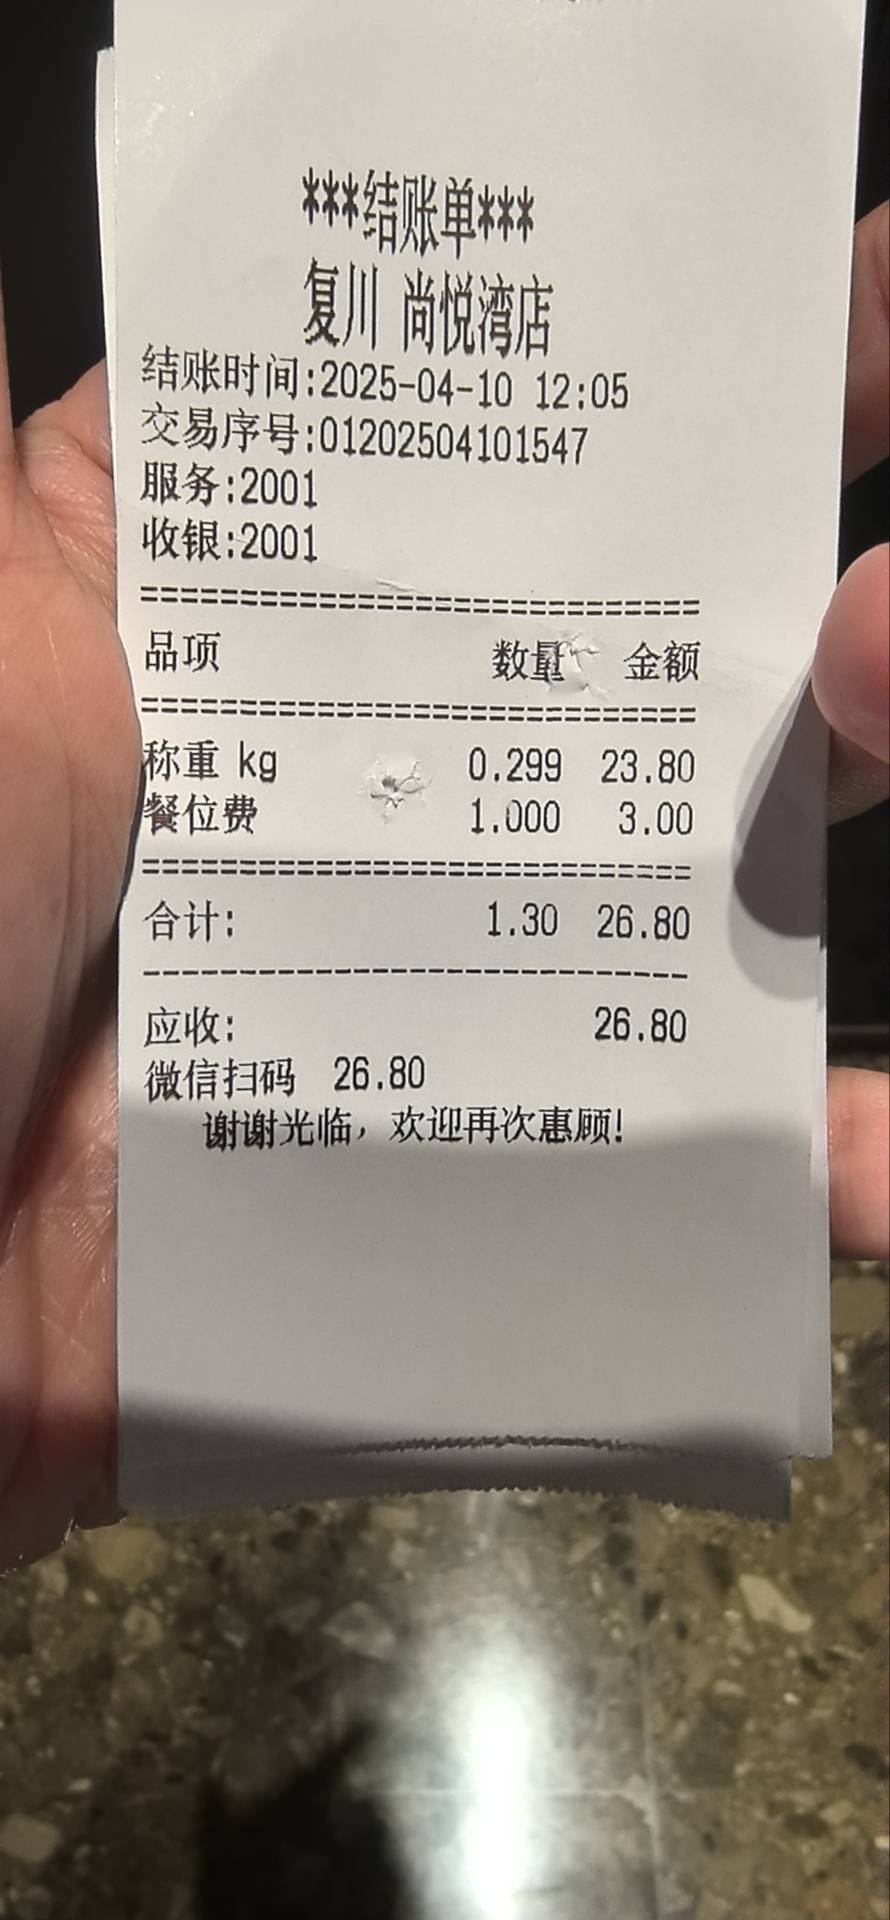 ***结账单***
复川 尚悦湾店
结账时间:2025-04-10 12:05
交易序号:01202504101547
服务:2001
收银:2001
==================================
品项 数量 金额
==================================
称重 kg 0.299 23.80
餐位费 1.000 3.00
==================================
合计: 1.30 26.80
----------------------------------
应收: 26.80
微信扫码 26.80
谢谢光临，欢迎再次惠顾!